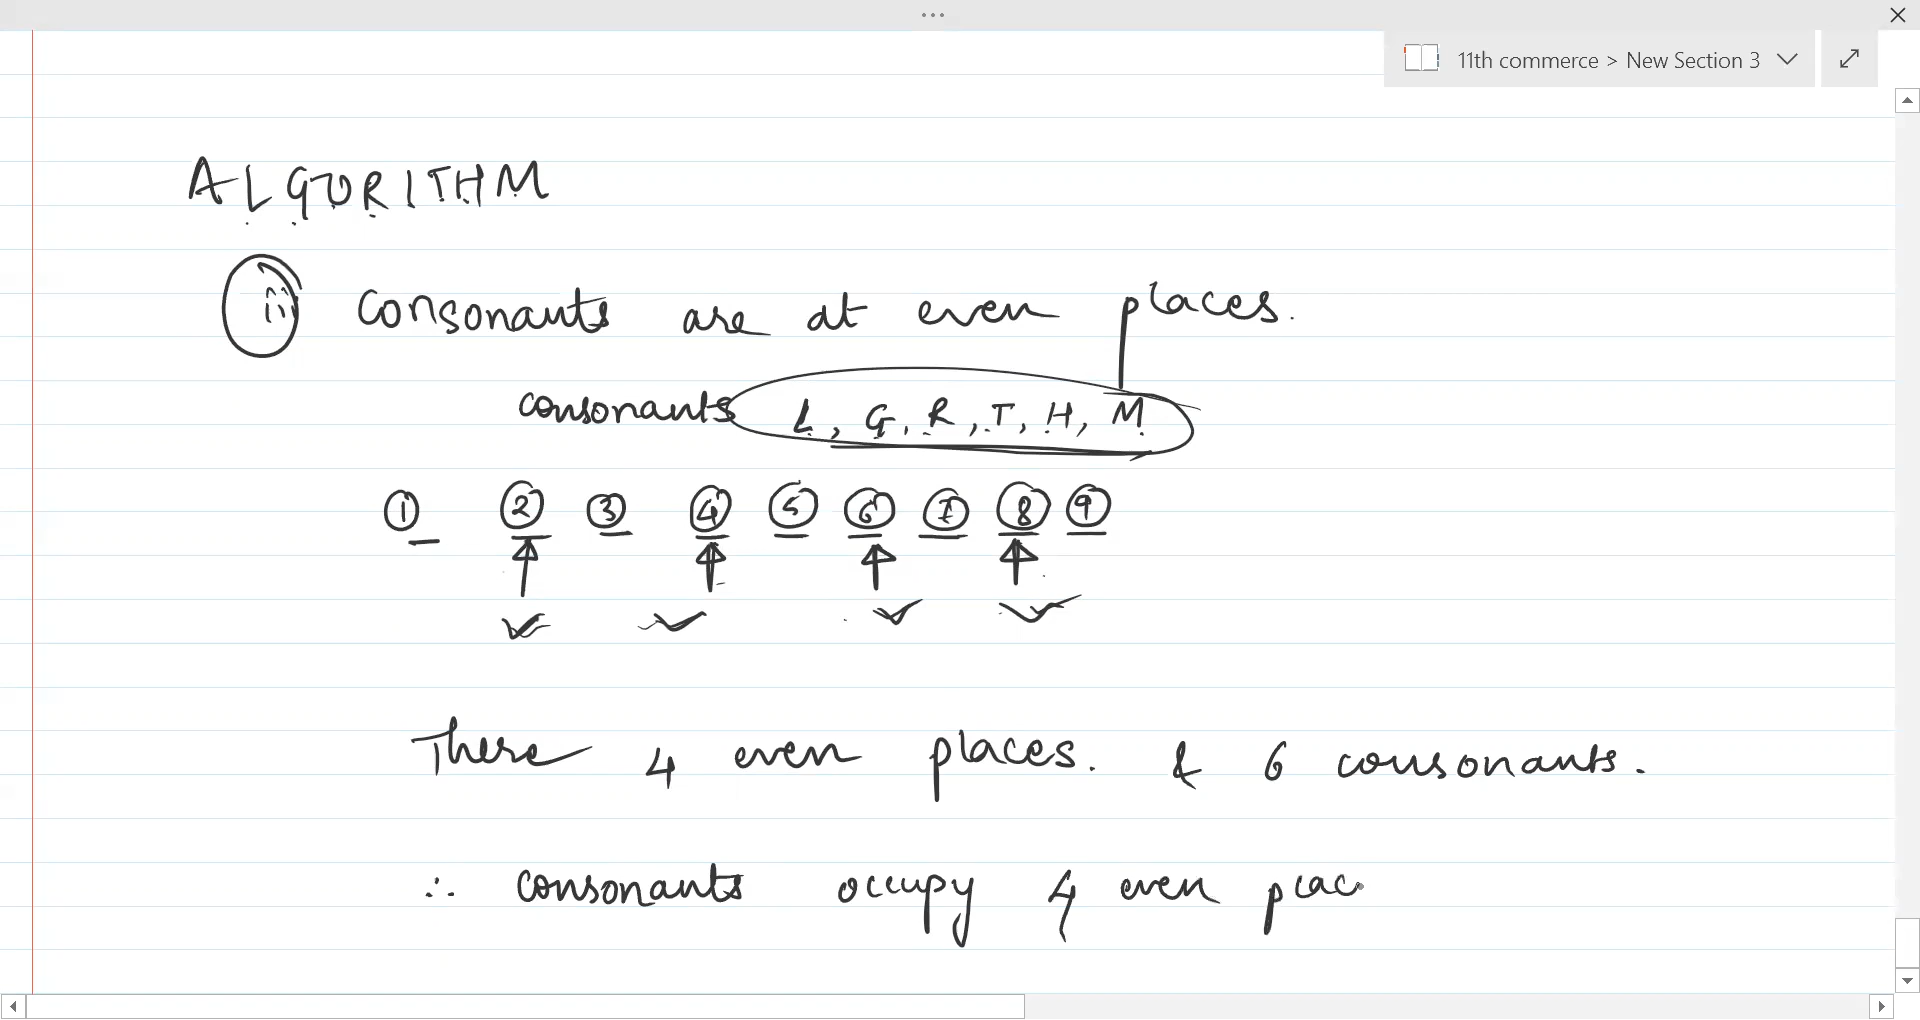 11th commerce > New Section 3
ALGORITHM
iii consonants are at even places.
consonants L, G, R, T, H, M
1 2 3 4 5 6 7 8 9
There 4 even places. & 6 consonants.
∴ consonants occupy 4 even plac